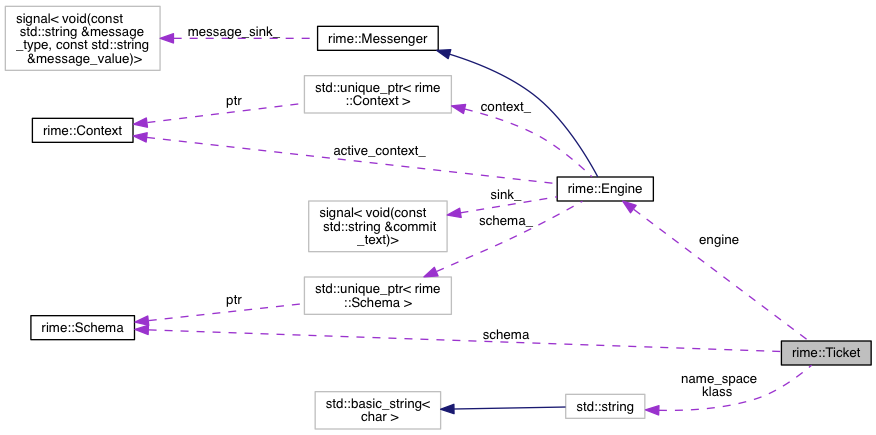 signal< void(const
std::string &message
_type, const std::string
&message_value)>
message_sink_
rime::Messenger
std::unique_ptr< rime
::Context >
ptr
context_
rime::Context
active_context_
rime::Engine
sink_
signal< void(const
std::string &commit
_text)>
schema_
engine
std::unique_ptr< rime
::Schema >
ptr
rime::Schema
schema
rime::Ticket
name_space
klass
std::basic_string<
char >
std::string